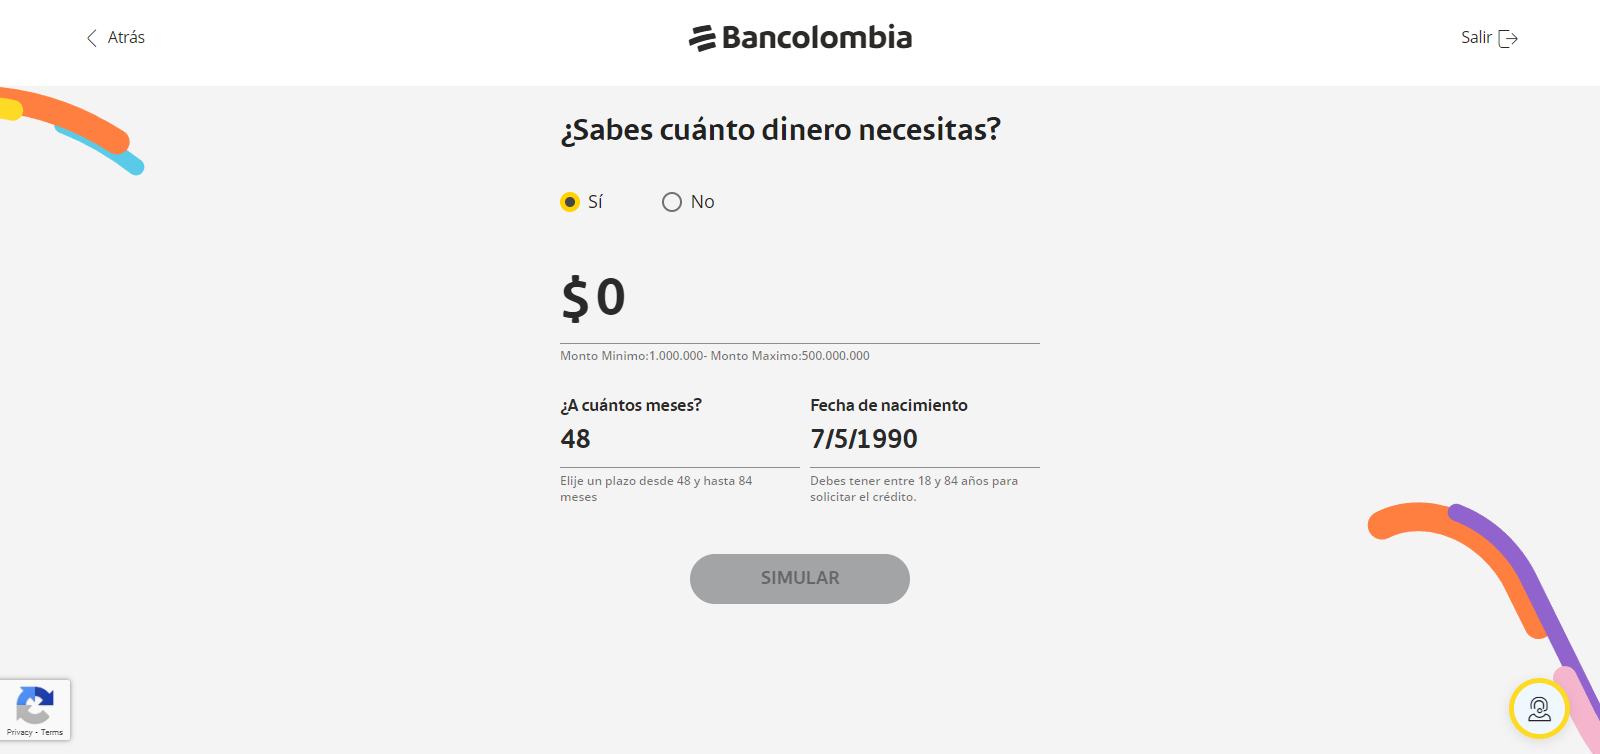 Atrás
Bancolombia
Salir
¿Sabes cuánto dinero necesitas?
Sí
No
$ 0
Monto Minimo:1.000.000- Monto Maximo:500.000.000
¿A cuántos meses?
48
Elije un plazo desde 48 y hasta 84
meses
Fecha de nacimiento
7/5/1990
Debes tener entre 18 y 84 años para
solicitar el crédito.
SIMULAR
Privacy - Terms